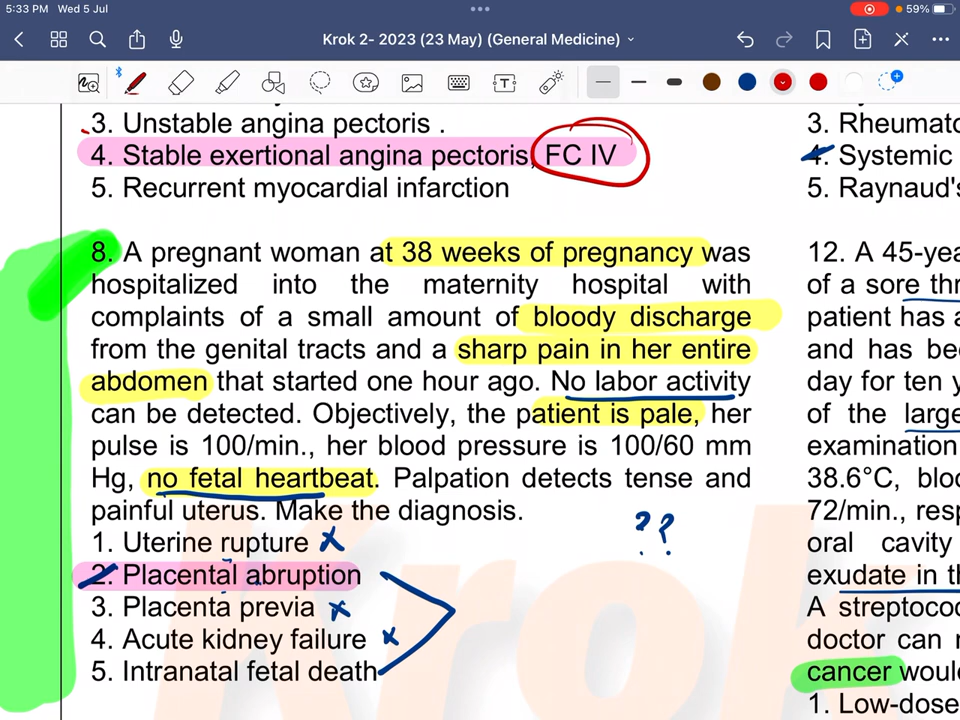 5:33 PM Wed 5 Jul
59%
Krok 2- 2023 (23 May) (General Medicine)
3. Unstable angina pectoris .
4. Stable exertional angina pectoris, FC IV
5. Recurrent myocardial infarction
8. A pregnant woman at 38 weeks of pregnancy was
hospitalized into the maternity hospital with
complaints of a small amount of bloody discharge
from the genital tracts and a sharp pain in her entire
abdomen that started one hour ago. No labor activity
can be detected. Objectively, the patient is pale, her
pulse is 100/min., her blood pressure is 100/60 mm
Hg, no fetal heartbeat. Palpation detects tense and
painful uterus. Make the diagnosis.
??
1. Uterine rupture x
2. Placental abruption
3. Placenta previa x
4. Acute kidney failure x
5. Intranatal fetal death
3. Rheumato
4. Systemic
5. Raynaud's
12. A 45-yea
of a sore thr
patient has a
and has bee
day for ten y
of the large
examination
38.6°C, bloo
72/min., resp
oral cavity
exudate in th
A streptococ
doctor can r
cancer would
1. Low-dose
Krok